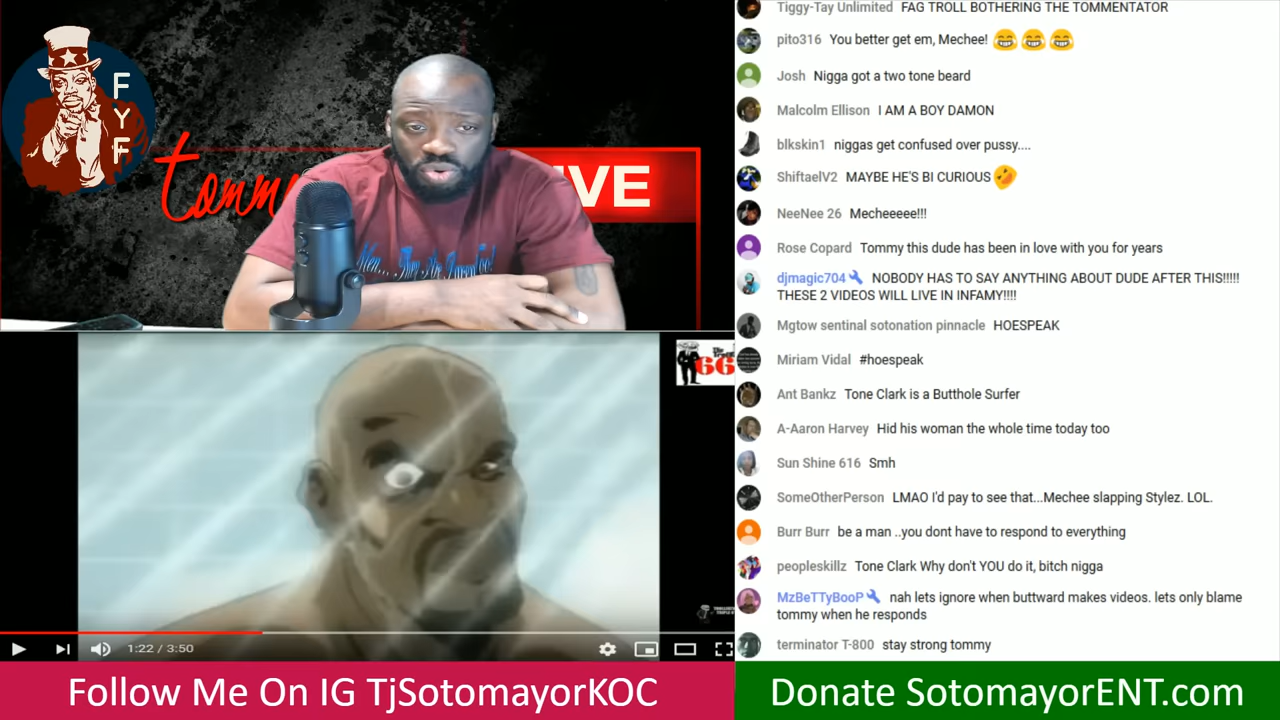 F
Y
F
tommy
IVE
66
1:22 / 3:50
Follow Me On IG TjSotomayorKOC
Tiggy-Tay Unlimited FAG TROLL BOTHERING THE TOMMENTATOR
pito316 You better get em, Mechee! 😂 😂 😂
Josh Nigga got a two tone beard
Malcolm Ellison I AM A BOY DAMON
blkskin1 niggas get confused over pussy....
ShiftaelV2 MAYBE HE'S BI CURIOUS 🤣
NeeNee 26 Mecheeeee!!!
Rose Copard Tommy this dude has been in love with you for years
djmagic704 NOBODY HAS TO SAY ANYTHING ABOUT DUDE AFTER THIS!!!!!
THESE 2 VIDEOS WILL LIVE IN INFAMY!!!!
Mgtow sentinal sotonation pinnacle HOESPEAK
Miriam Vidal #hoespeak
Ant Bankz Tone Clark is a Butthole Surfer
A-Aaron Harvey Hid his woman the whole time today too
Sun Shine 616 Smh
SomeOtherPerson LMAO I'd pay to see that...Mechee slapping Stylez. LOL.
Burr Burr be a man ..you dont have to respond to everything
peopleskillz Tone Clark Why don't YOU do it, bitch nigga
MzBeTTyBooP nah lets ignore when buttward makes videos. lets only blame
tommy when he responds
terminator T-800 stay strong tommy
Donate SotomayorENT.com